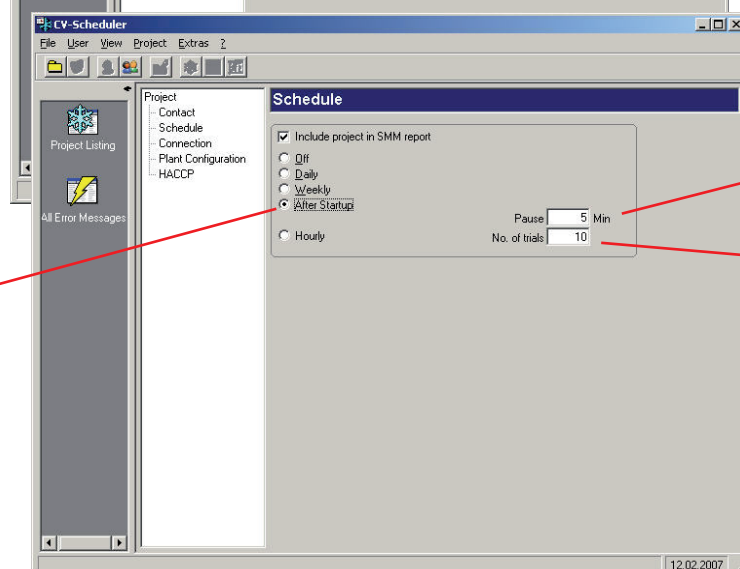 CV-Scheduler
File User View Project Extras ?
Project Listing
All Error Messages
Project
Contact
Schedule
Connection
Plant Configuration
HACCP
Schedule
Include project in SMM report
Off
Daily
Weekly
After Startup
Pause 5 Min
Hourly
No. of trials 10
12.02.2007